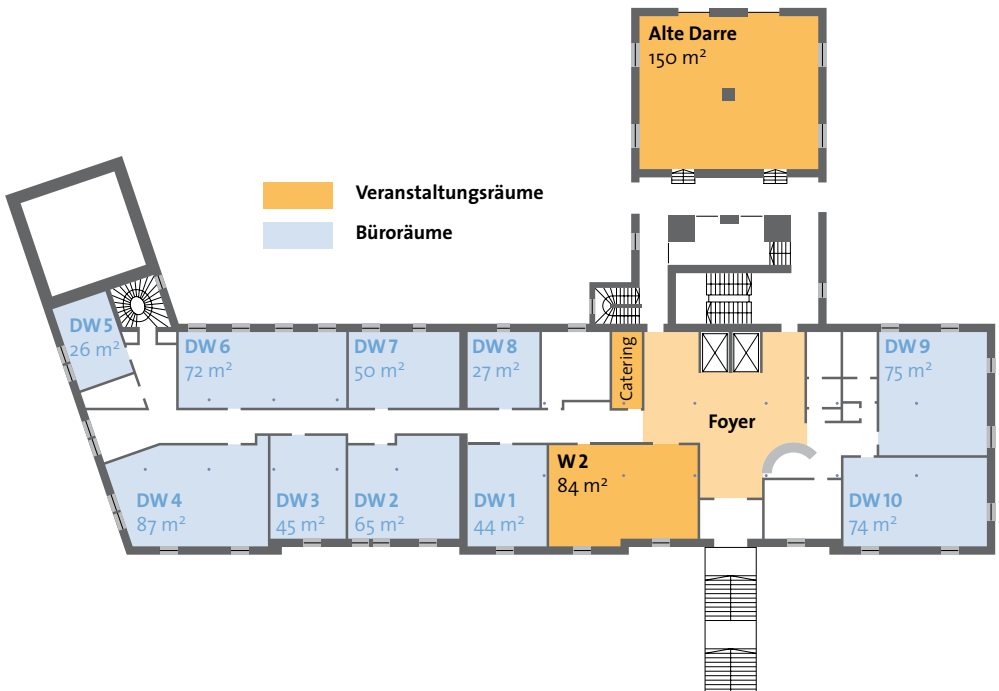 Alte Darre
150 m²
Veranstaltungsräume
Büroräume
DW 5
26 m²
DW 6
72 m²
DW 7
50 m²
DW 8
27 m²
Catering
DW 9
75 m²
Foyer
DW 4
87 m²
DW 3
45 m²
DW 2
65 m²
DW 1
44 m²
W 2
84 m²
DW 10
74 m²